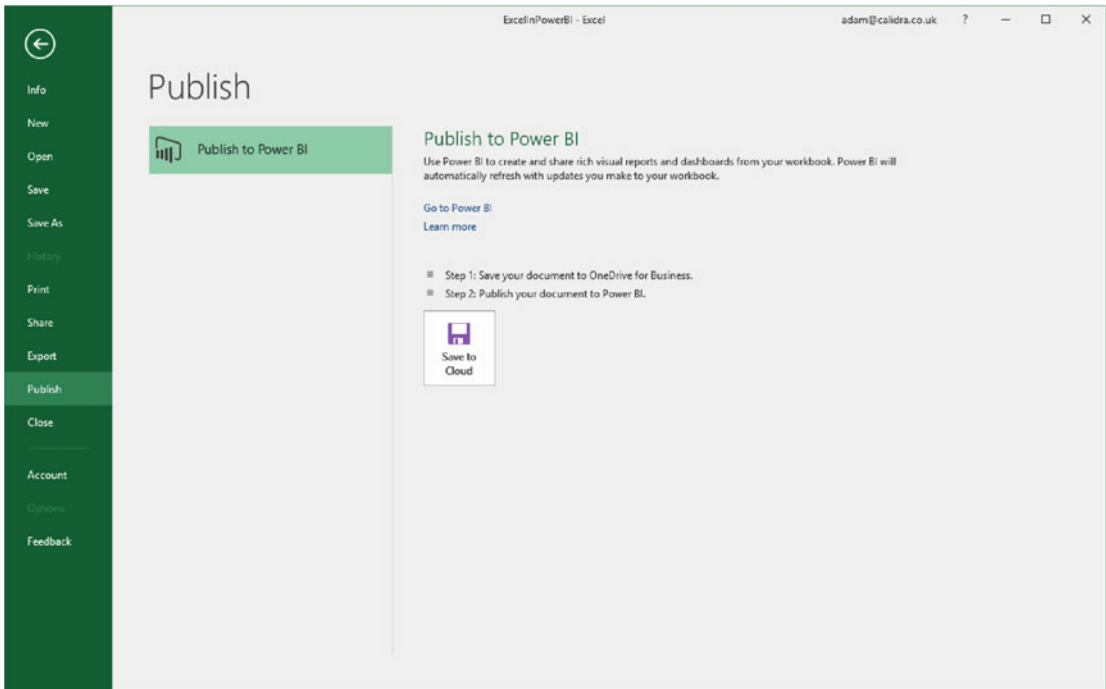 ExcelInPowerBI - Excel
adam@calidra.co.uk
?
Info
New
Open
Save
Save As
History
Print
Share
Export
Publish
Close
Account
Options
Feedback
Publish
Publish to Power BI
Publish to Power BI
Use Power BI to create and share rich visual reports and dashboards from your workbook. Power BI will
automatically refresh with updates you make to your workbook.
Go to Power BI
Learn more
Step 1: Save your document to OneDrive for Business.
Step 2: Publish your document to Power BI.
Save to
Cloud